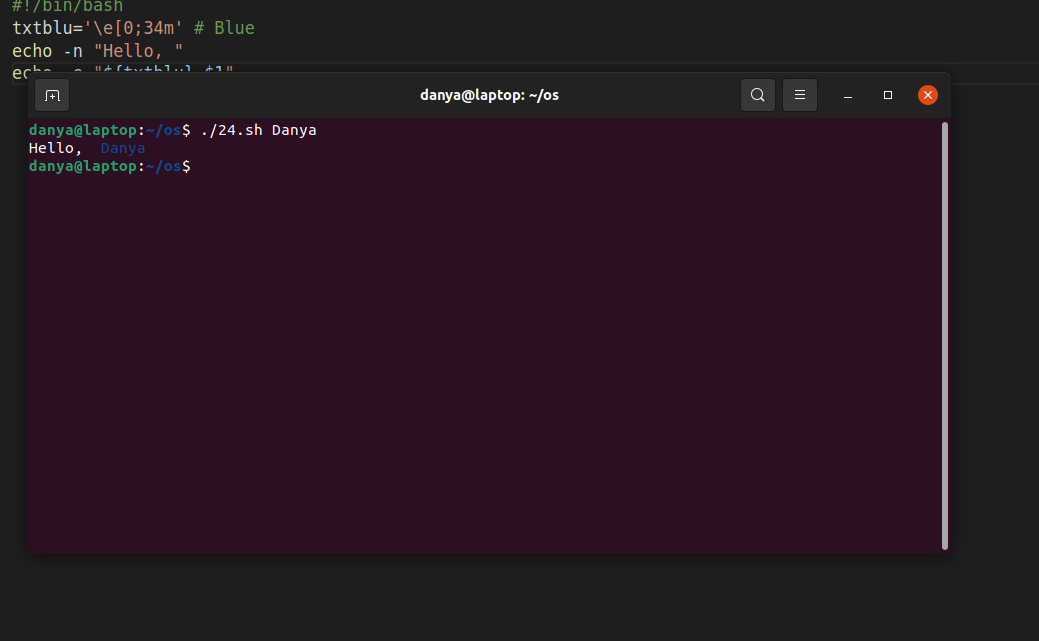 #!/bin/bash
txtblu='\e[0;34m' # Blue
echo -n "Hello, "
echo -e "${txtblu} $1"
danya@laptop: ~/os
danya@laptop:~/os$ ./24.sh Danya
Hello,  Danya
danya@laptop:~/os$